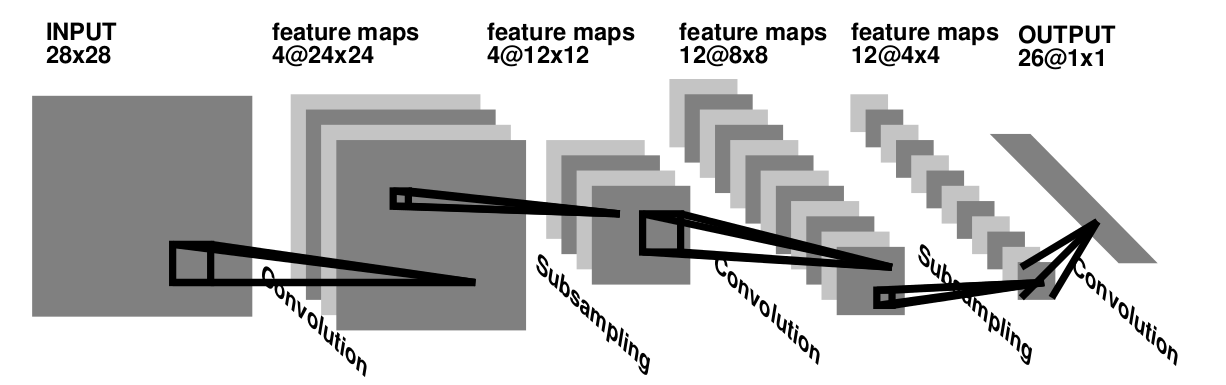 INPUT
28x28
feature maps
4@24x24
feature maps
4@12x12
feature maps
12@8x8
feature maps
12@4x4
OUTPUT
26@1x1
Convolution
Subsampling
Convolution
Subsampling
Convolution